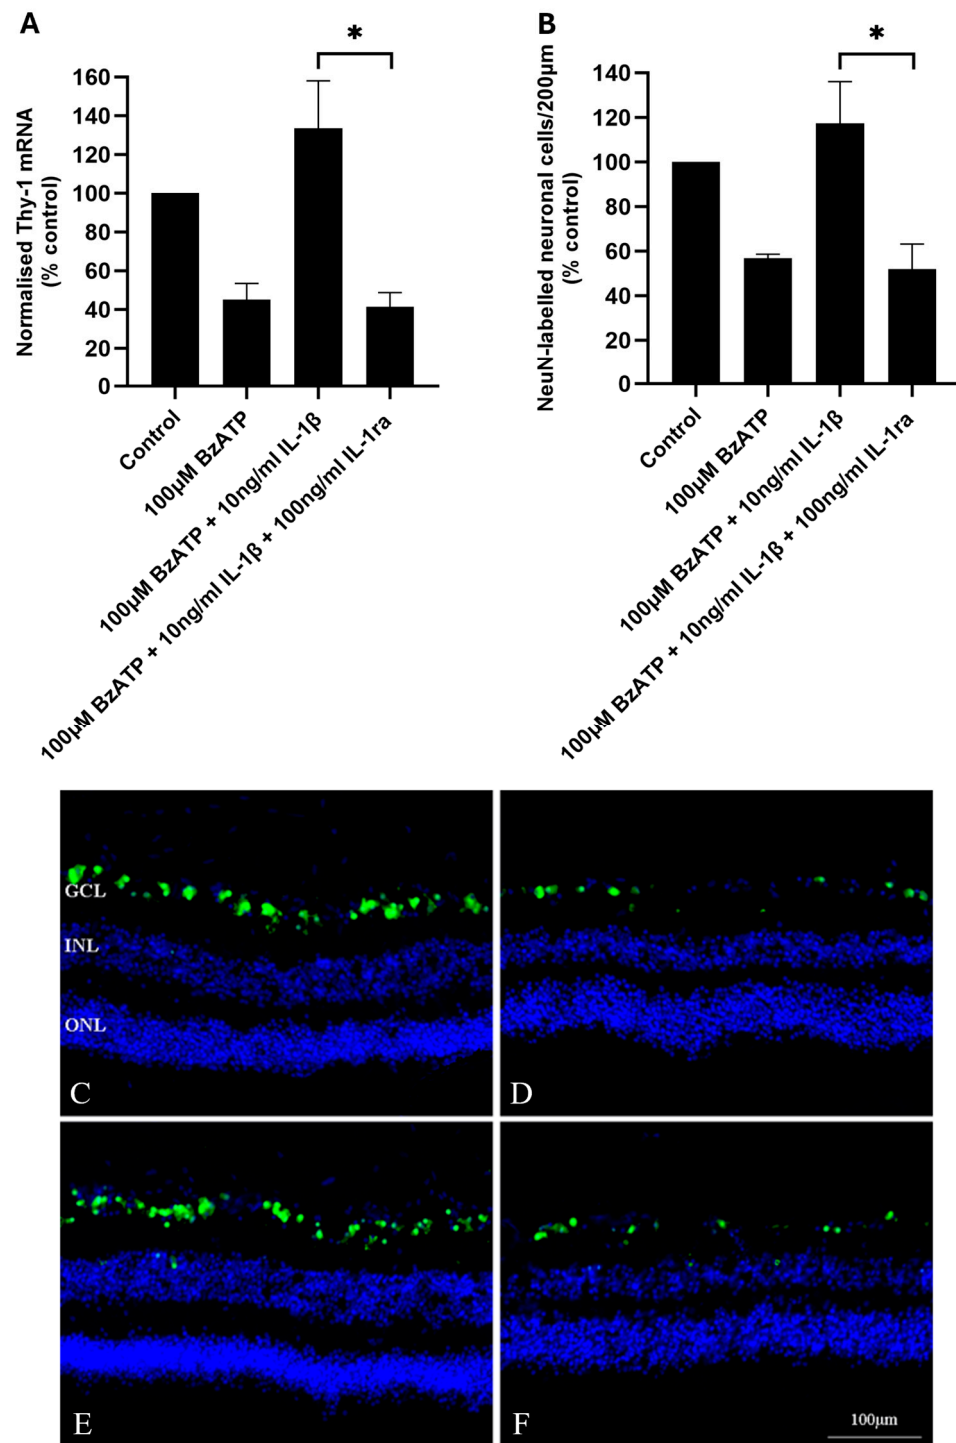 A
*
Normalised Thy-1 mRNA
(% control)
160
140
120
100
80
60
40
20
0
Control
100µM BzATP
100µM BzATP + 10ng/ml IL-1β
100µM BzATP + 10ng/ml IL-1β + 100ng/ml IL-1ra
B
*
NeuN-labelled neuronal cells/200µm
(% control)
140
120
100
80
60
40
20
0
Control
100µM BzATP
100µM BzATP + 10ng/ml IL-1β
100µM BzATP + 10ng/ml IL-1β + 100ng/ml IL-1ra
GCL
INL
ONL
C
D
E
F
100µm